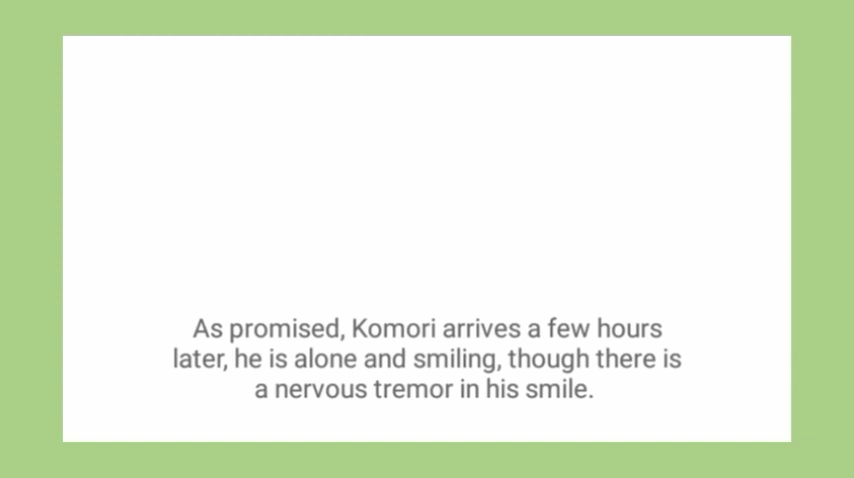 As promised, Komori arrives a few hours
later, he is alone and smiling, though there is
a nervous tremor in his smile.